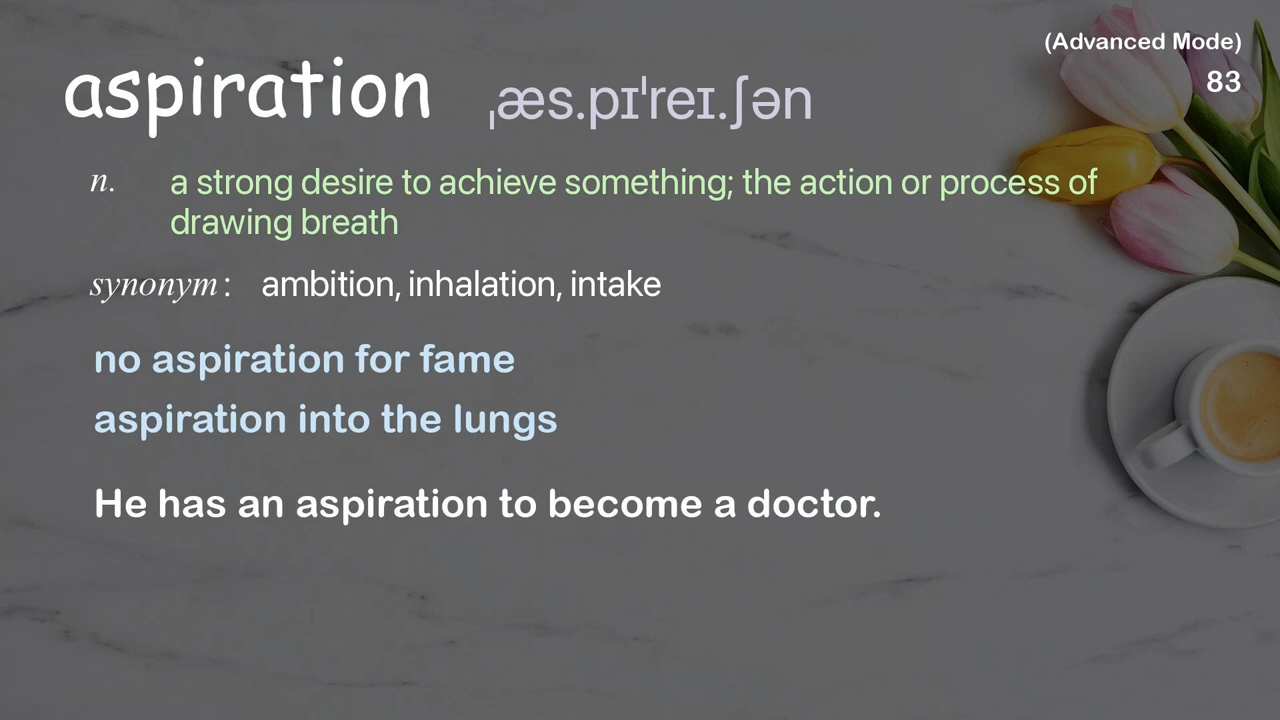 (Advanced Mode)
83
aspiration ˌæs.pɪˈreɪ.ʃən
n. a strong desire to achieve something; the action or process of
drawing breath
synonym : ambition, inhalation, intake
no aspiration for fame
aspiration into the lungs
He has an aspiration to become a doctor.